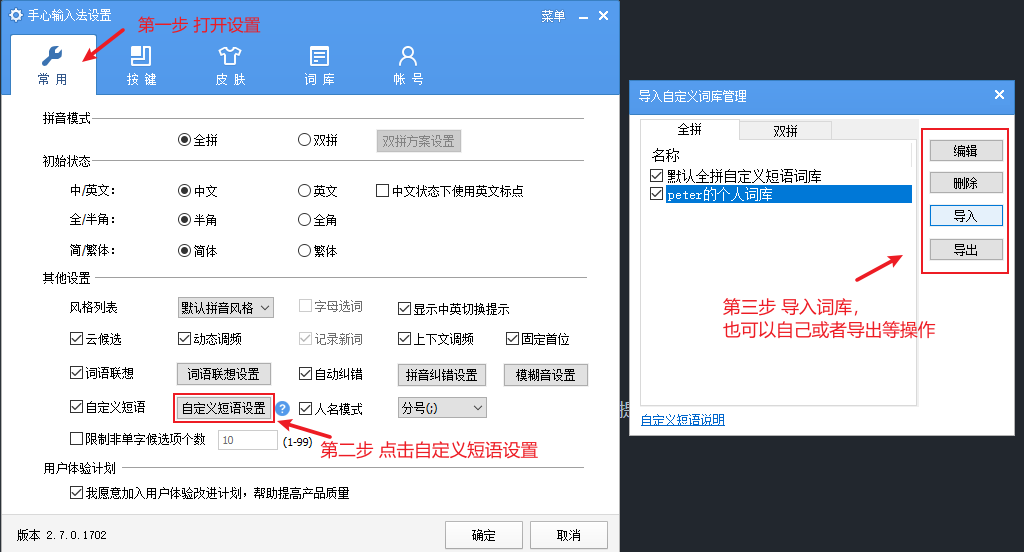 手心输入法设置
菜单
第一步 打开设置
常 用
按 键
皮 肤
词 库
帐 号
拼音模式
全拼
双拼
双拼方案设置
初始状态
中/英文:
中文
英文
中文状态下使用英文标点
全/半角:
半角
全角
简/繁体:
简体
繁体
其他设置
风格列表
默认拼音风格
字母选词
显示中英切换提示
云候选
动态调频
记录新词
上下文调频
固定首位
词语联想
词语联想设置
自动纠错
拼音纠错设置
模糊音设置
自定义短语
自定义短语设置
?
人名模式
分号(;)
限制非单字候选项个数
10
(1-99)
第二步 点击自定义短语设置
用户体验计划
我愿意加入用户体验改进计划，帮助提高产品质量
版本 2.7.0.1702
确定
取消
提
导入自定义词库管理
全拼
双拼
名称
默认全拼自定义短语词库
peter的个人词库
编辑
删除
导入
导出
第三步 导入词库，
也可以自己或者导出等操作
自定义短语说明